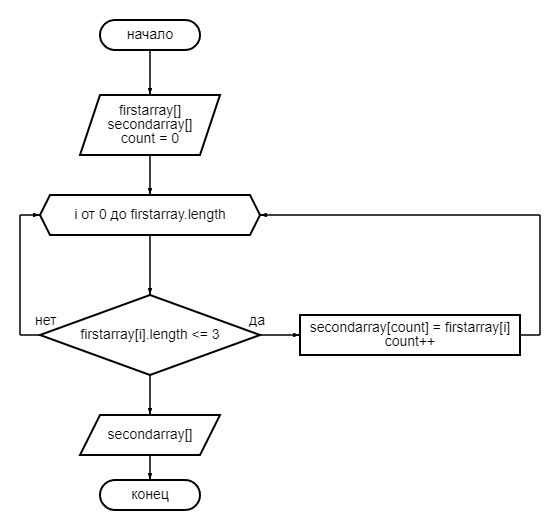 начало
firstarray[]
secondarray[]
count = 0
i от 0 до firstarray.length
нет
firstarray[i].length <= 3
да
secondarray[count] = firstarray[i]
count++
secondarray[]
конец